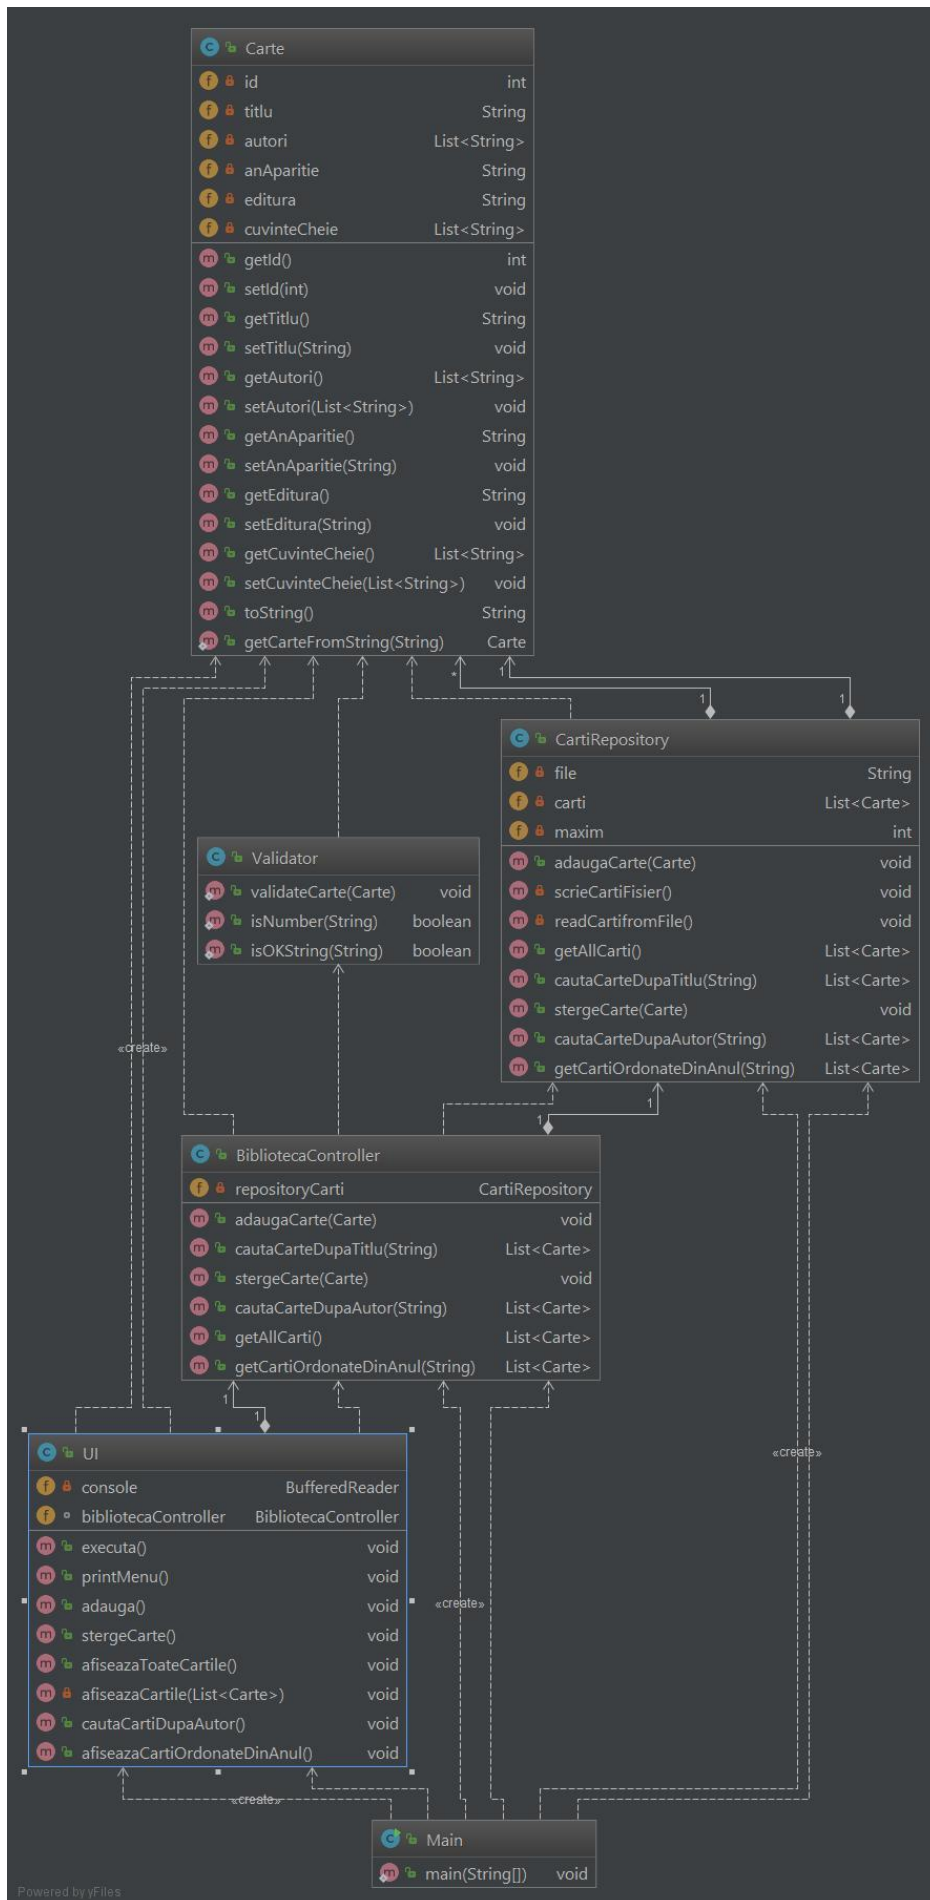 Carte
id int
titlu String
autori List<String>
anAparitie String
editura String
cuvinteCheie List<String>
getId() int
setId(int) void
getTitlu() String
setTitlu(String) void
getAutori() List<String>
setAutori(List<String>) void
getAnAparitie() String
setAnAparitie(String) void
getEditura() String
setEditura(String) void
getCuvinteCheie() List<String>
setCuvinteCheie(List<String>) void
toString() String
getCarteFromString(String) Carte
* 1
1 1
CartiRepository
file String
carti List<Carte>
maxim int
adaugaCarte(Carte) void
scrieCartiFisier() void
readCartifromFile() void
getAllCarti() List<Carte>
cautaCarteDupaTitlu(String) List<Carte>
stergeCarte(Carte) void
cautaCarteDupaAutor(String) List<Carte>
getCartiOrdonateDinAnul(String) List<Carte>
Validator
validateCarte(Carte) void
isNumber(String) boolean
isOKString(String) boolean
«create»
1
1
BibliotecaController
repositoryCarti CartiRepository
adaugaCarte(Carte) void
cautaCarteDupaTitlu(String) List<Carte>
stergeCarte(Carte) void
cautaCarteDupaAutor(String) List<Carte>
getAllCarti() List<Carte>
getCartiOrdonateDinAnul(String) List<Carte>
1
1
«create»
UI
console BufferedReader
bibliotecaController BibliotecaController
executa() void
printMenu() void
adauga() void
stergeCarte() void
afiseazaToateCartile() void
afiseazaCartile(List<Carte>) void
cautaCartiDupaAutor() void
afiseazaCartiOrdonateDinAnul() void
«create»
«create»
Main
main(String[]) void
Powered by yFiles